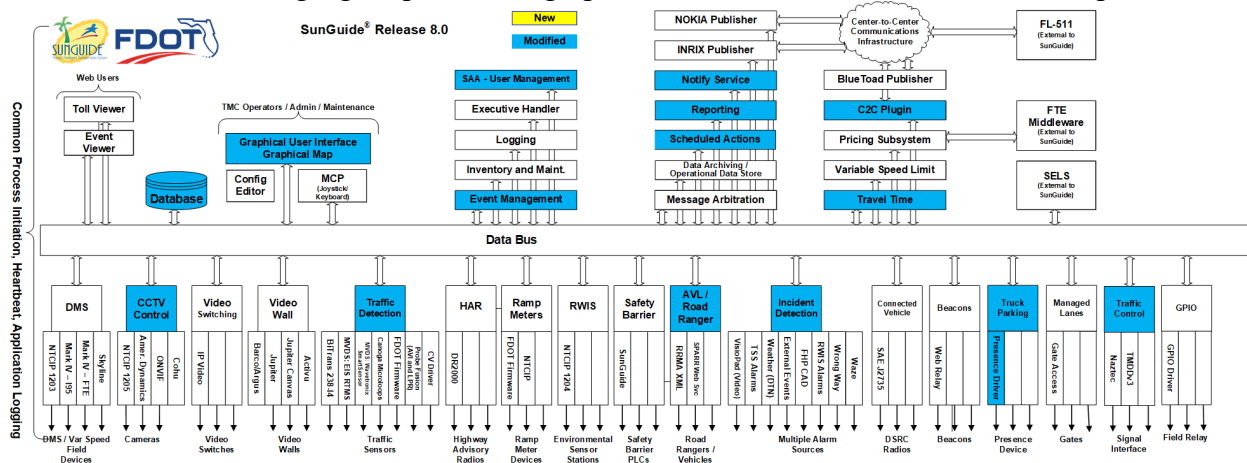 SUNGUIDE
FDOT
SunGuide® Release 8.0
New
Modified
NOKIA Publisher
INRIX Publisher
Center-to-Center
Communications
Infrastructure
FL-511
(External to
SunGuide)
Web Users
Toll Viewer
Event
Viewer
TMC Operators / Admin / Maintenance
Graphical User Interface
Graphical Map
Config
Editor
MCP
(Joystick/
Keyboard)
Database
SAA - User Management
Executive Handler
Logging
Inventory and Maint.
Event Management
Notify Service
Reporting
Scheduled Actions
Data Archiving /
Operational Data Store
Message Arbitration
BlueToad Publisher
C2C Plugin
Pricing Subsystem
Variable Speed Limit
Travel Time
FTE
Middleware
(External to
SunGuide)
SELS
(External to
SunGuide)
Common Process Initiation, Heartbeat, Application Logging
Data Bus
DMS
NTCIP 1203
Mark IV – I95
Mark IV – FTE
Skyline
DMS / Var Speed
Field
Devices
CCTV
Control
NTCIP 1205
Amer. Dynamics
ONVIF
Cohu
Cameras
Video
Switching
IP Video
Video
Switches
Video
Wall
Barco/Argus
Jupiter
Jupiter Canvas
Activu
Video
Walls
Traffic
Detection
BiTrans 238-I4
MVDS: EIS RTMS
MVDS: Wavetronix
SmartSensor
Canoga Microloops
FDOT Firmware
Probe Fusion
(AVI and LPR)
CV Driver
Traffic
Sensors
HAR
DR2000
Highway
Advisory
Radios
Ramp
Meters
FDOT Firmware
NTCIP
Ramp
Meter Devices
RWIS
NTCIP 1204
Environmental
Sensor
Stations
Safety
Barrier
SunGuide
Safety
Barrier
PLCs
AVL /
Road
Ranger
RRMA XML
SPARR Web Svc
Road
Rangers /
Vehicles
Incident
Detection
VisioPad (Video)
TSS Alarms
Weather (DTN)
External Events
FHP CAD
RWIS Alarms
Wrong Way
Waze
Multiple Alarm
Sources
Connected
Vehicle
SAE J2735
DSRC
Radios
Beacons
Web Relay
Beacons
Truck
Parking
Presence Driver
Presence
Device
Managed
Lanes
Gate Access
Gates
Traffic
Control
Naztec
TMDDv3
Signal
Interface
GPIO
GPIO Driver
Field Relay